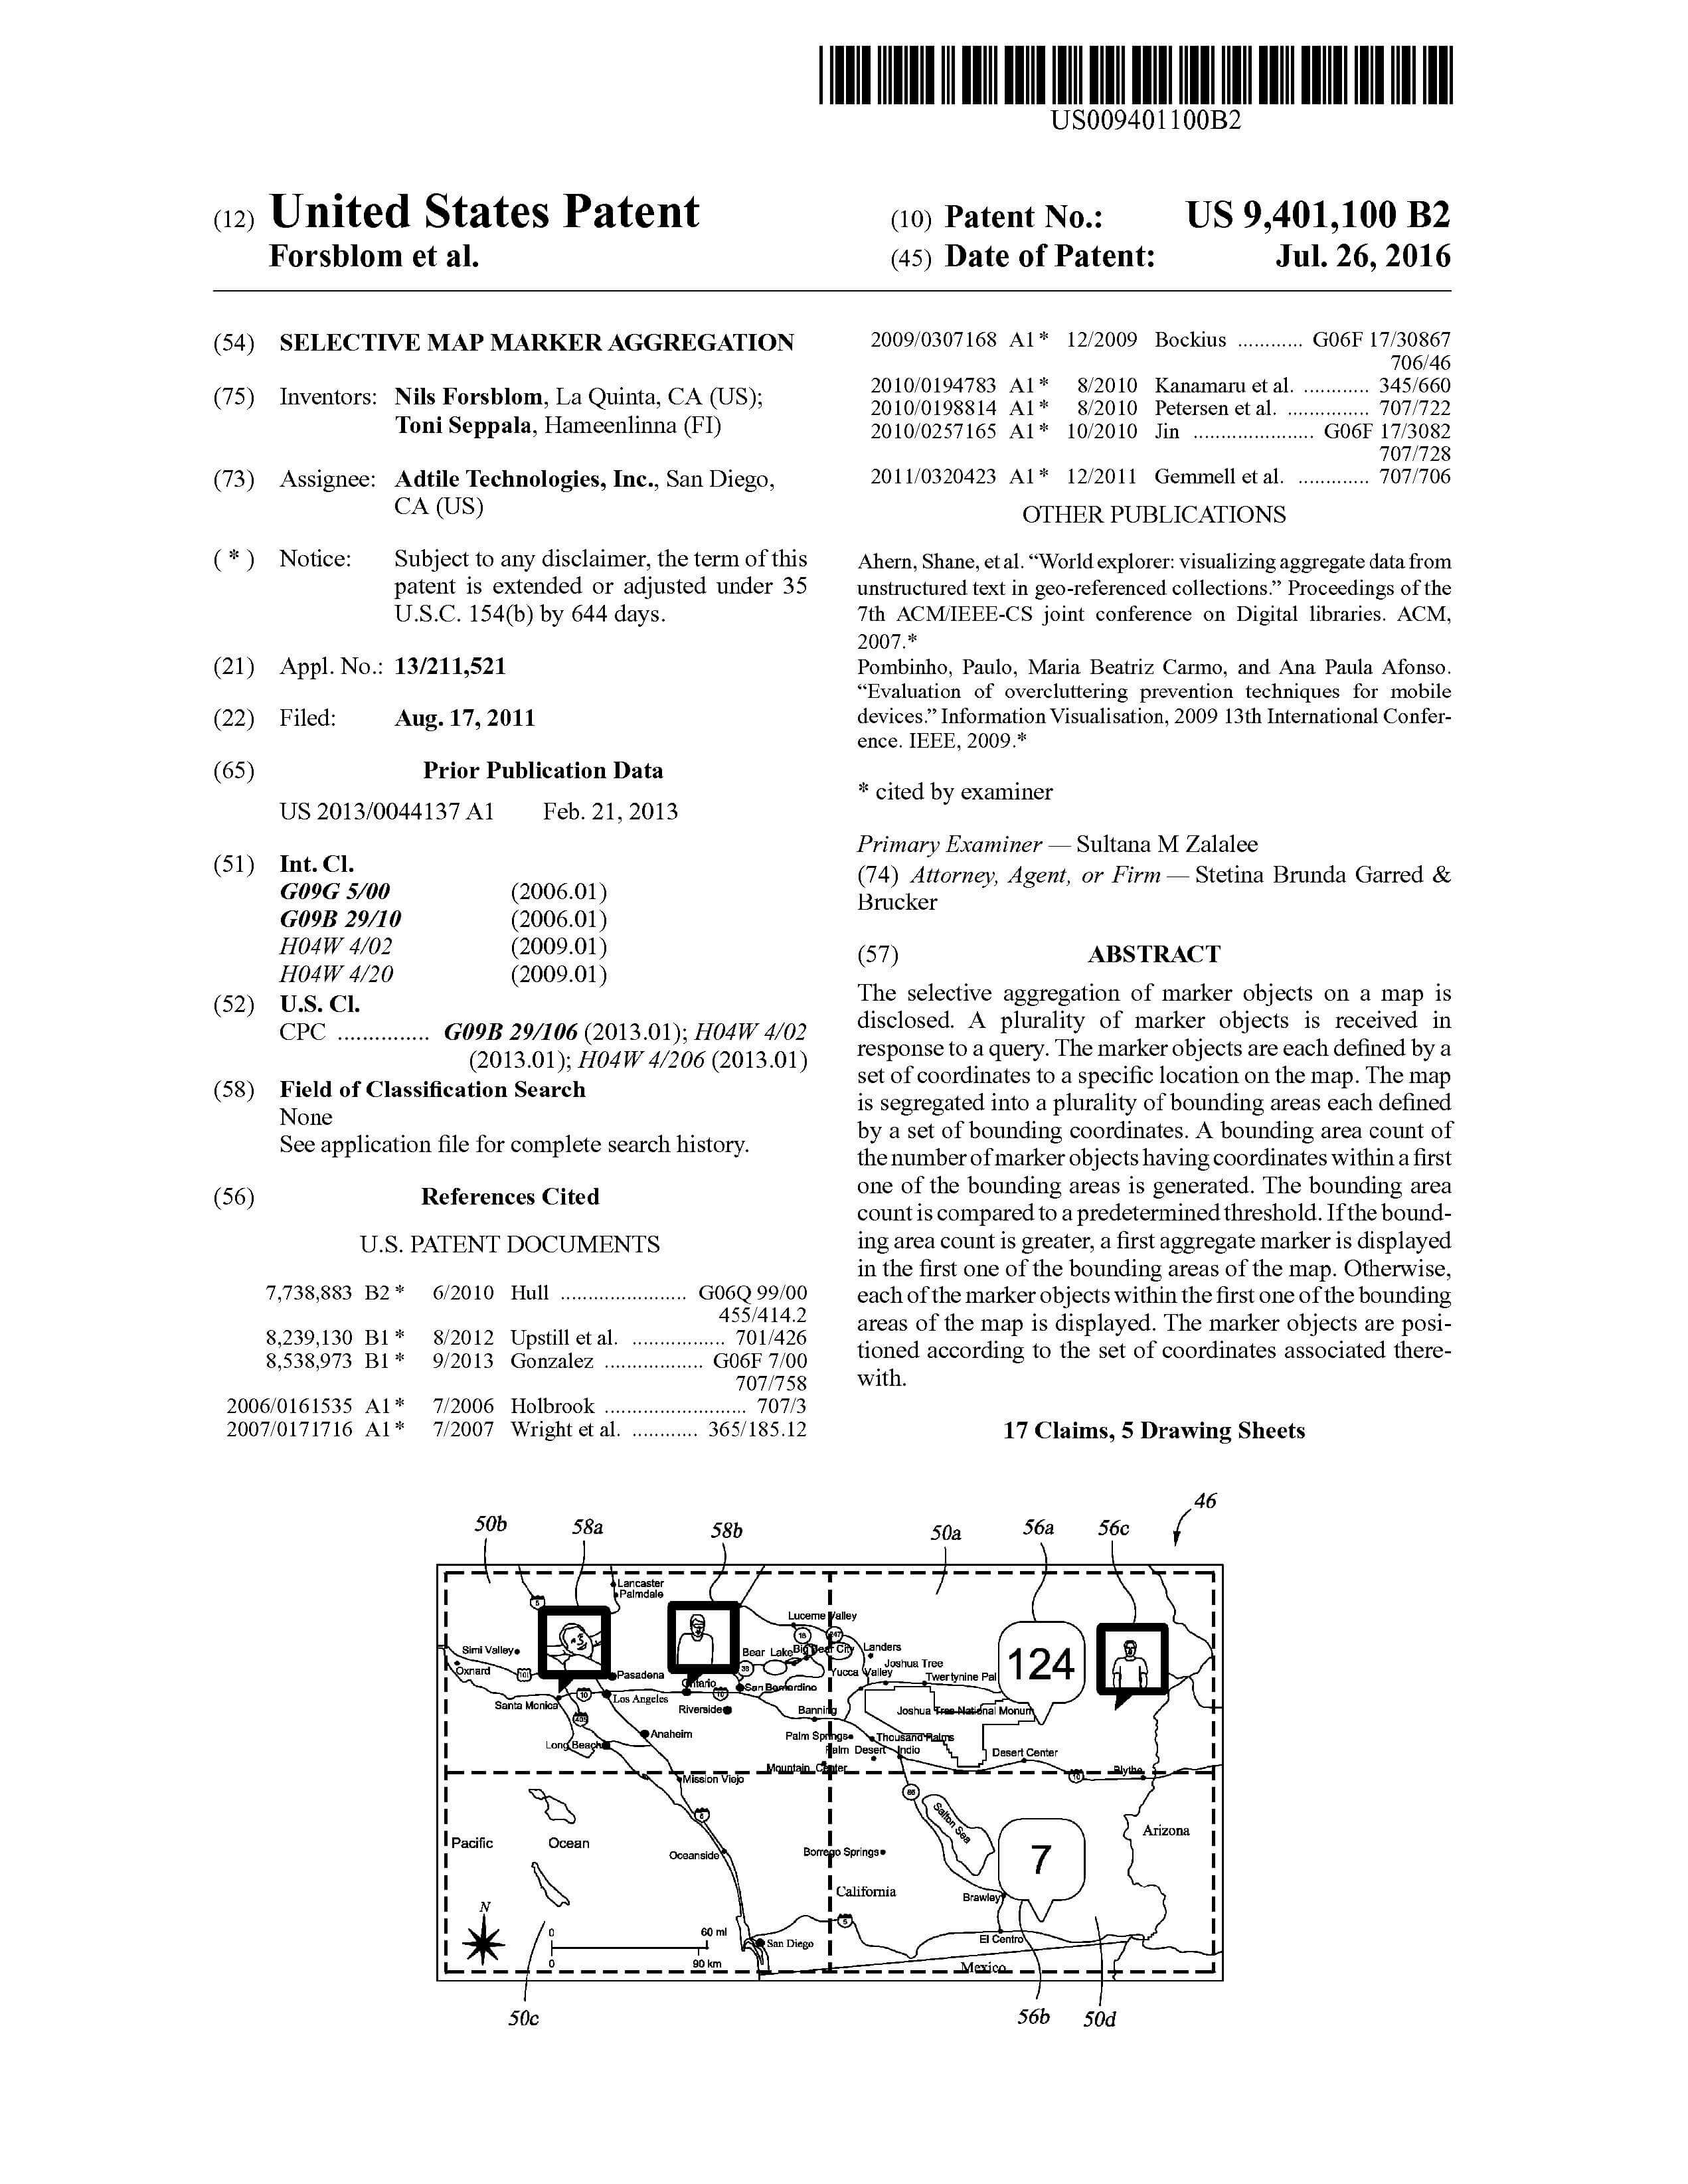 US009401100B2
(12) United States Patent
Forsblom et al.
(10) Patent No.: US 9,401,100 B2
(45) Date of Patent: Jul. 26, 2016
(54) SELECTIVE MAP MARKER AGGREGATION
(75) Inventors: Nils Forsblom, La Quinta, CA (US);
Toni Seppala, Hameenlinna (FI)
(73) Assignee: Adtile Technologies, Inc., San Diego,
CA (US)
( * ) Notice: Subject to any disclaimer, the term of this
patent is extended or adjusted under 35
U.S.C. 154(b) by 644 days.
(21) Appl. No.: 13/211,521
(22) Filed: Aug. 17, 2011
(65) Prior Publication Data
US 2013/0044137 A1 Feb. 21, 2013
(51) Int. Cl.
G09G 5/00 (2006.01)
G09B 29/10 (2006.01)
H04W 4/02 (2009.01)
H04W 4/20 (2009.01)
(52) U.S. Cl.
CPC ............... G09B 29/106 (2013.01); H04W 4/02
(2013.01); H04W 4/206 (2013.01)
(58) Field of Classification Search
None
See application file for complete search history.
(56) References Cited
U.S. PATENT DOCUMENTS
7,738,883 B2 * 6/2010 Hull ....................... G06Q 99/00
455/414.2
8,239,130 B1 * 8/2012 Upstill et al. ................. 701/426
8,538,973 B1 * 9/2013 Gonzalez ................... G06F 7/00
707/758
2006/0161535 A1 * 7/2006 Holbrook .......................... 707/3
2007/0171716 A1 * 7/2007 Wright et al. ............ 365/185.12
2009/0307168 A1 * 12/2009 Bockius ............ G06F 17/30867
706/46
2010/0194783 A1 * 8/2010 Kanamaru et al. ............ 345/660
2010/0198814 A1 * 8/2010 Petersen et al. ............... 707/722
2010/0257165 A1 * 10/2010 Jin ...................... G06F 17/3082
707/728
2011/0320423 A1 * 12/2011 Gemmell et al. ............. 707/706
OTHER PUBLICATIONS
Ahern, Shane, et al. “World explorer: visualizing aggregate data from
unstructured text in geo-referenced collections.” Proceedings of the
7th ACM/IEEE-CS joint conference on Digital libraries. ACM,
2007.*
Pombinho, Paulo, Maria Beatriz Carmo, and Ana Paula Afonso.
“Evaluation of overcluttering prevention techniques for mobile
devices.” Information Visualisation, 2009 13th International Confer-
ence. IEEE, 2009.*
* cited by examiner
Primary Examiner — Sultana M Zalalee
(74) Attorney, Agent, or Firm — Stetina Brunda Garred &
Brucker
(57) ABSTRACT
The selective aggregation of marker objects on a map is
disclosed. A plurality of marker objects is received in
response to a query. The marker objects are each defined by a
set of coordinates to a specific location on the map. The map
is segregated into a plurality of bounding areas each defined
by a set of bounding coordinates. A bounding area count of
the number of marker objects having coordinates within a first
one of the bounding areas is generated. The bounding area
count is compared to a predetermined threshold. If the bound-
ing area count is greater, a first aggregate marker is displayed
in the first one of the bounding areas of the map. Otherwise,
each of the marker objects within the first one of the bounding
areas of the map is displayed. The marker objects are posi-
tioned according to the set of coordinates associated there-
with.
17 Claims, 5 Drawing Sheets
46
50b 58a 58b 50a 56a 56c
Lancaster
Palmdale
5
Lucerne Valley
18 247
Simi Valley
Bear Lake Big Bear City Landers
124
Oxnard 101 Pasadena
38
Yucca Valley Joshua Tree
Twertynine Pal
Ontario
San Bernardino
Santa Monica 10 Los Angeles 10
Riverside Banning Joshua Tree National Monum
405
Long Beach Anaheim
Palm Springs Thousand Palms
Palm Desert Indio Desert Center
Mountain Center
Mission Viejo
10 Blythe
86
5
Salton Sea
Pacific Ocean
Arizona
Oceanside Borrego Springs
7
California
Brawley
N
0 60 mi
0 90 km
5
San Diego El Centro
Mexico
50c 56b 50d